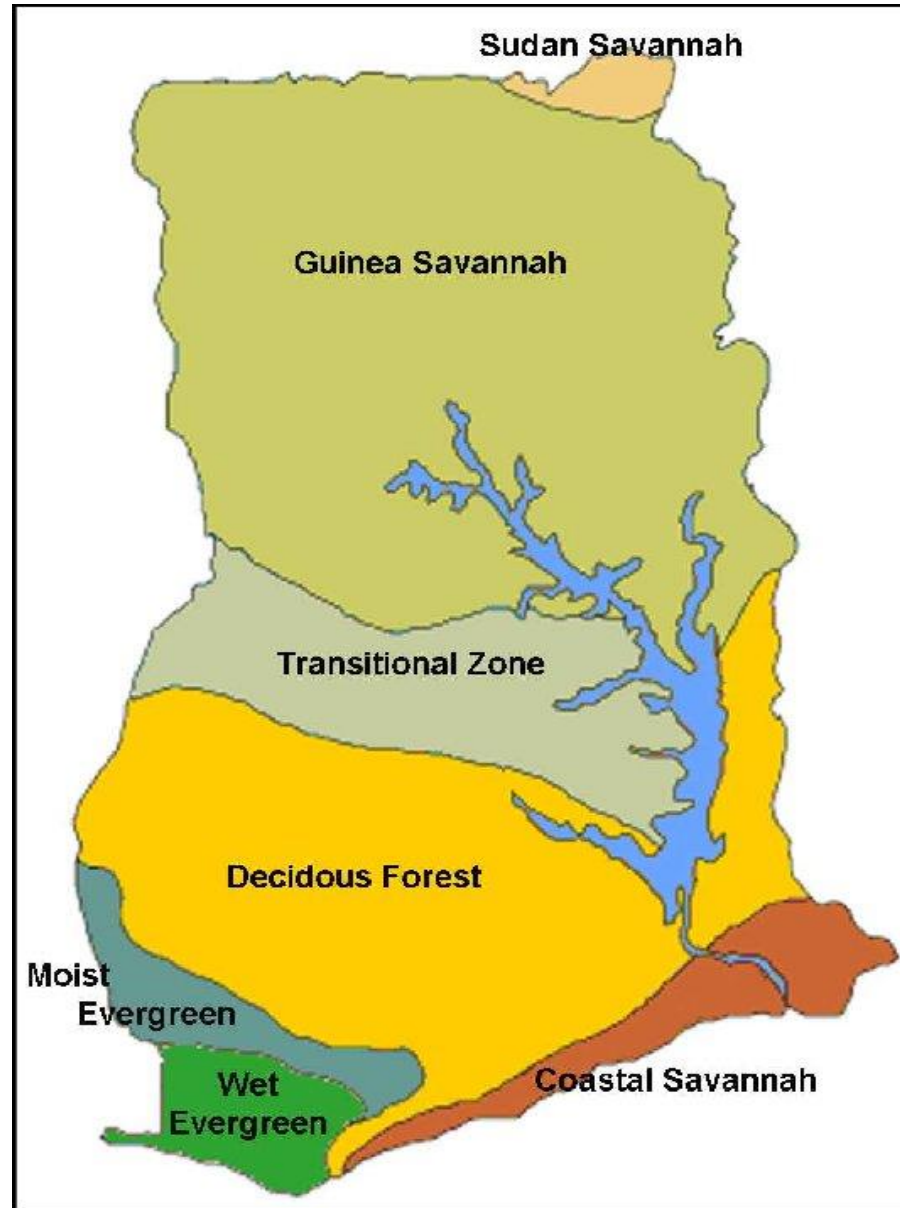 Sudan Savannah
Guinea Savannah
Transitional Zone
Decidous Forest
Moist
Evergreen
Wet
Evergreen
Coastal Savannah